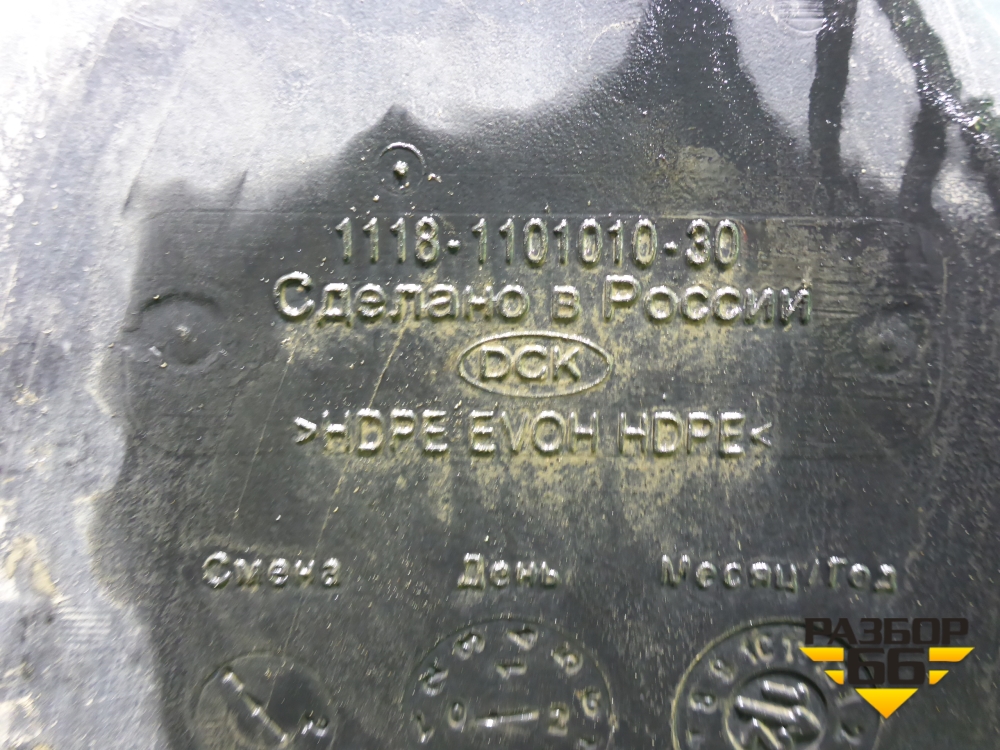 1118-1101010-30
Сделано в России
DCK
>HDPE EVOH HDPE<
Смена День Месяц/Год
РАЗБОР
66